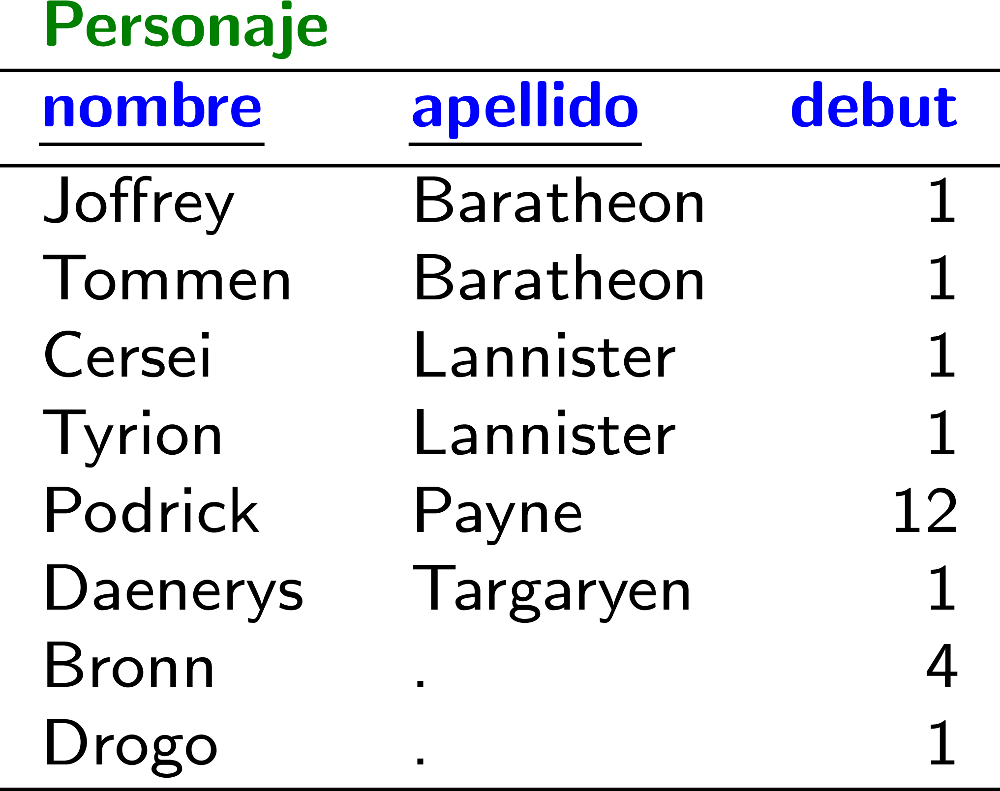 Personaje
nombre apellido debut
Joffrey Baratheon 1
Tommen Baratheon 1
Cersei Lannister 1
Tyrion Lannister 1
Podrick Payne 12
Daenerys Targaryen 1
Bronn . 4
Drogo . 1